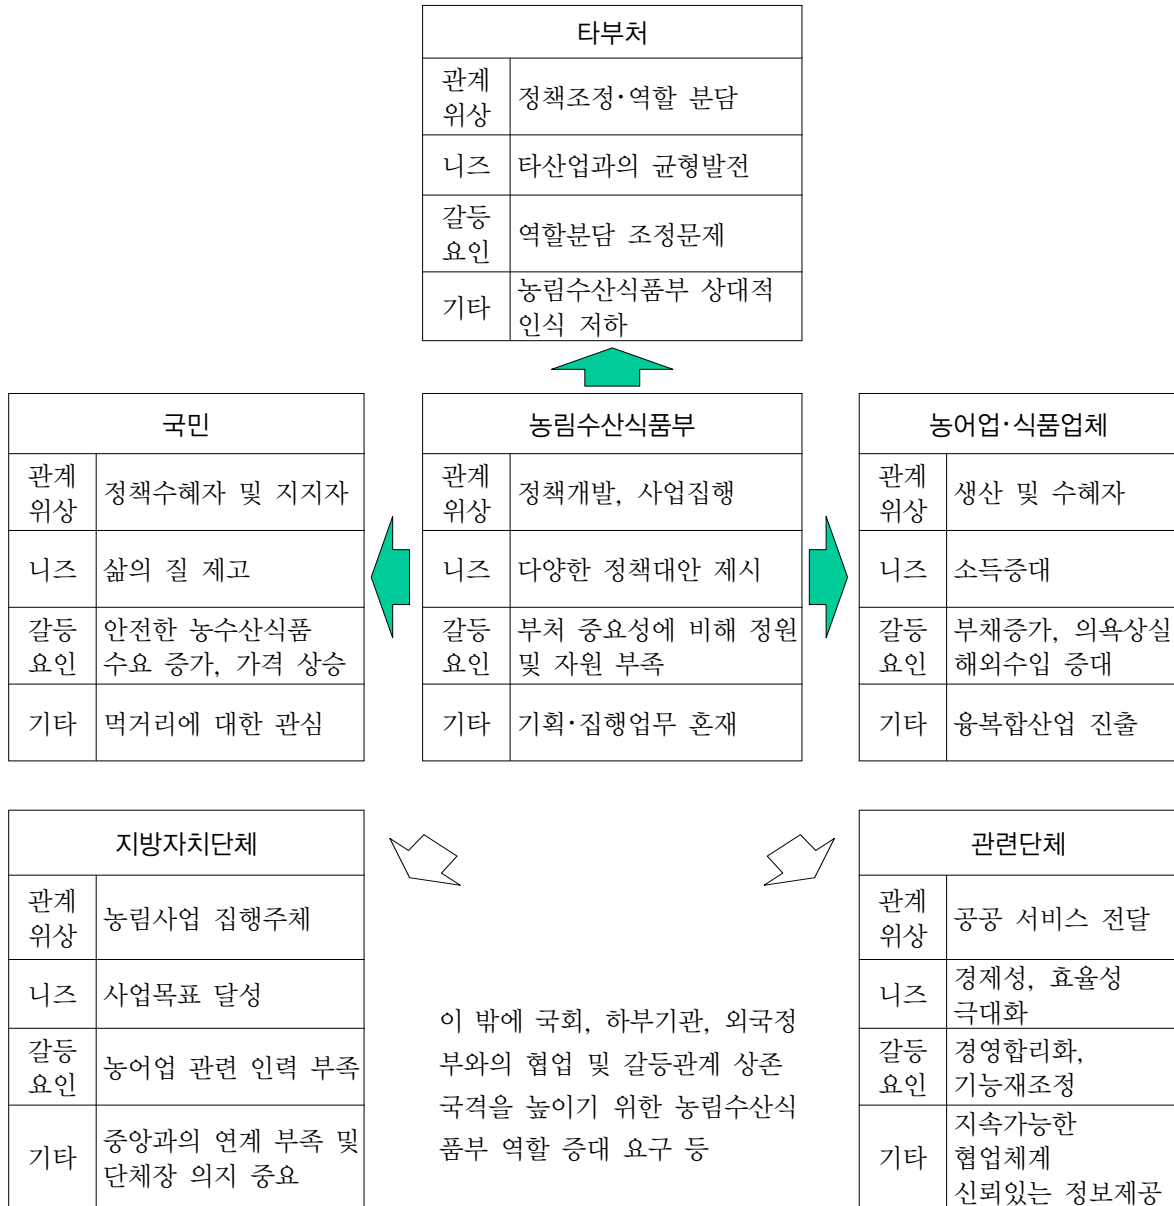 타부처
관계
위상
정책조정·역할 분담
니즈
타산업과의 균형발전
갈등
요인
역할분담 조정문제
기타
농림수산식품부 상대적
인식 저하
국민
관계
위상
정책수혜자 및 지지자
니즈
삶의 질 제고
갈등
요인
안전한 농수산식품
수요 증가, 가격 상승
기타
먹거리에 대한 관심
농림수산식품부
관계
위상
정책개발, 사업집행
니즈
다양한 정책대안 제시
갈등
요인
부처 중요성에 비해 정원
및 자원 부족
기타
기획·집행업무 혼재
농어업·식품업체
관계
위상
생산 및 수혜자
니즈
소득증대
갈등
요인
부채증가, 의욕상실
해외수입 증대
기타
융복합산업 진출
지방자치단체
관계
위상
농림사업 집행주체
니즈
사업목표 달성
갈등
요인
농어업 관련 인력 부족
기타
중앙과의 연계 부족 및
단체장 의지 중요
이 밖에 국회, 하부기관, 외국정
부와의 협업 및 갈등관계 상존
국격을 높이기 위한 농림수산식
품부 역할 증대 요구 등
관련단체
관계
위상
공공 서비스 전달
니즈
경제성, 효율성
극대화
갈등
요인
경영합리화,
기능재조정
기타
지속가능한
협업체계
신뢰있는 정보제공